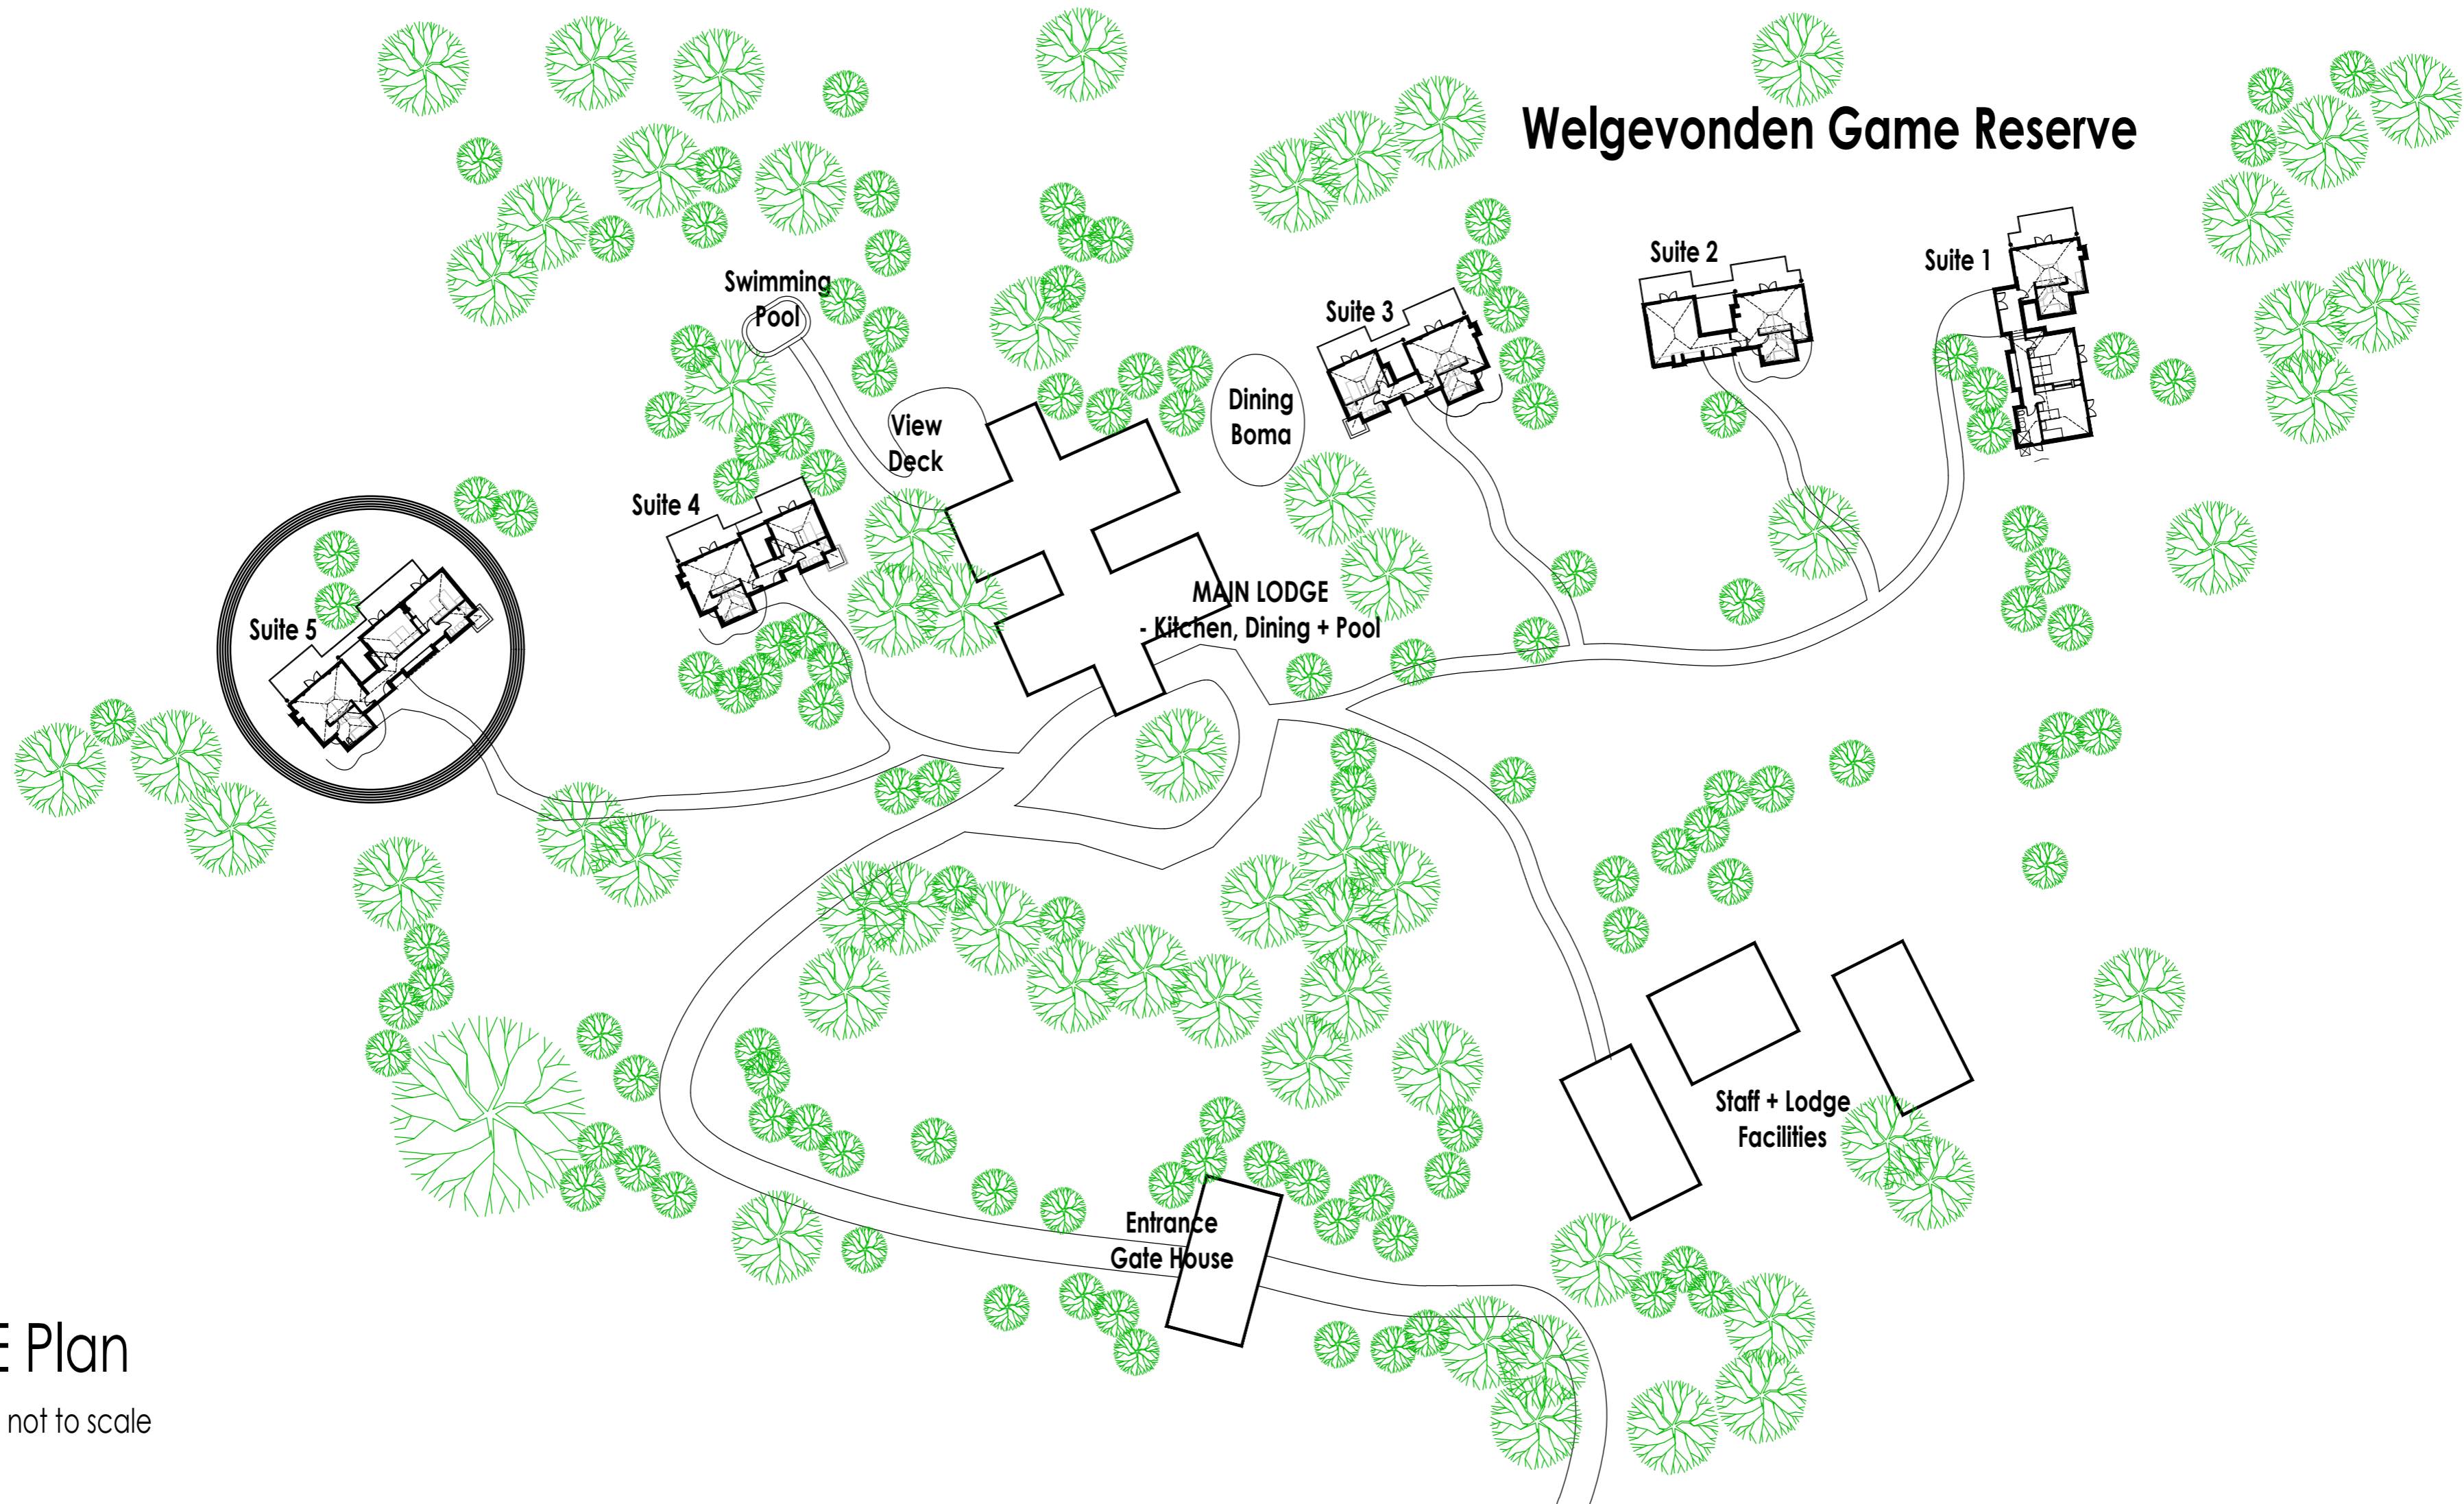 Welgevonden Game Reserve
Suite 2
Suite 1
Swimming
Pool
Suite 3
View
Deck
Dining
Boma
Suite 4
MAIN LODGE
- Kitchen, Dining + Pool
Suite 5
Staff + Lodge
Facilities
Entrance
Gate House
E Plan
not to scale